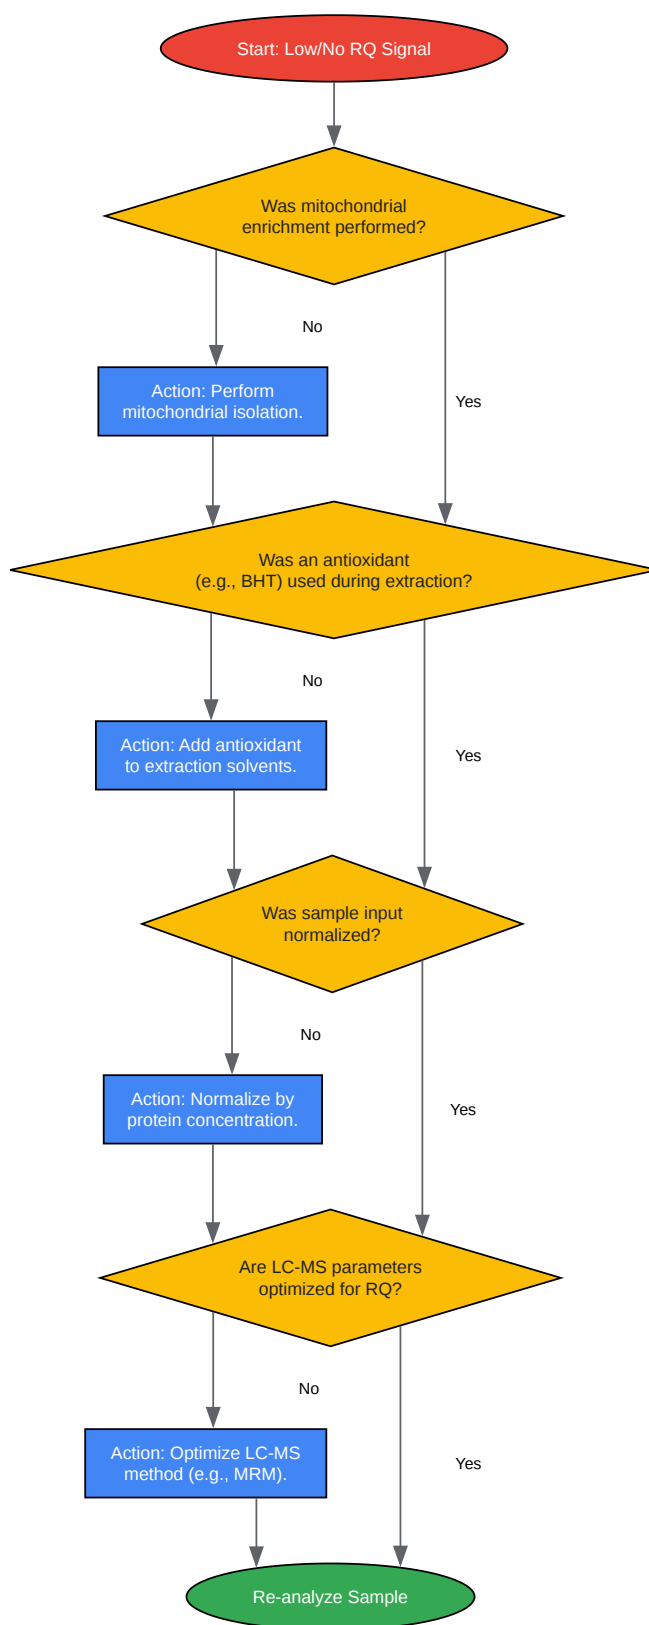 Start: Low/No RQ Signal
Was mitochondrial
enrichment performed?
No
Action: Perform
mitochondrial isolation.
Yes
Was an antioxidant
(e.g., BHT) used during extraction?
No
Action: Add antioxidant
to extraction solvents.
Yes
Was sample input
normalized?
No
Action: Normalize by
protein concentration.
Yes
Are LC-MS parameters
optimized for RQ?
No
Action: Optimize LC-MS
method (e.g., MRM).
Yes
Re-analyze Sample